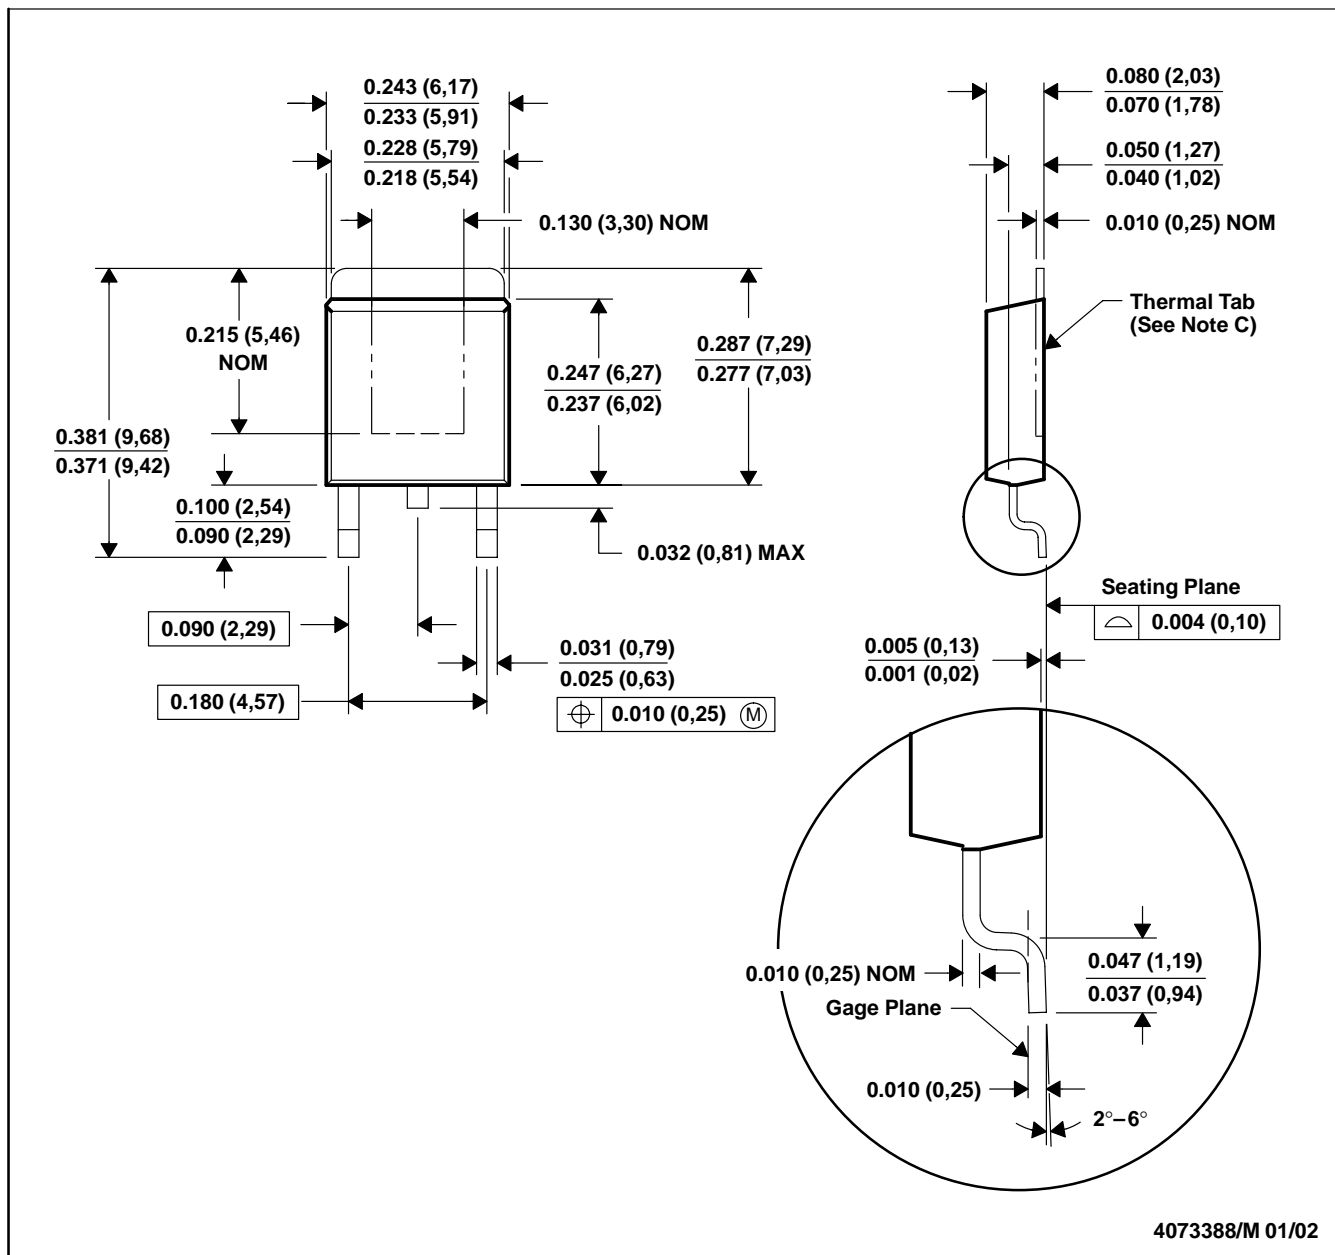 0.243 (6,17)
0.233 (5,91)
0.228 (5,79)
0.218 (5,54)
0.130 (3,30) NOM
0.215 (5,46)
NOM
0.287 (7,29)
0.277 (7,03)
0.247 (6,27)
0.237 (6,02)
0.381 (9,68)
0.371 (9,42)
0.100 (2,54)
0.090 (2,29)
0.032 (0,81) MAX
0.090 (2,29)
0.031 (0,79)
0.025 (0,63)
0.180 (4,57)
0.010 (0,25) Ⓜ
0.080 (2,03)
0.070 (1,78)
0.050 (1,27)
0.040 (1,02)
0.010 (0,25) NOM
Thermal Tab
(See Note C)
Seating Plane
0.004 (0,10)
0.005 (0,13)
0.001 (0,02)
0.010 (0,25) NOM
0.047 (1,19)
0.037 (0,94)
Gage Plane
0.010 (0,25)
2°–6°
4073388/M 01/02